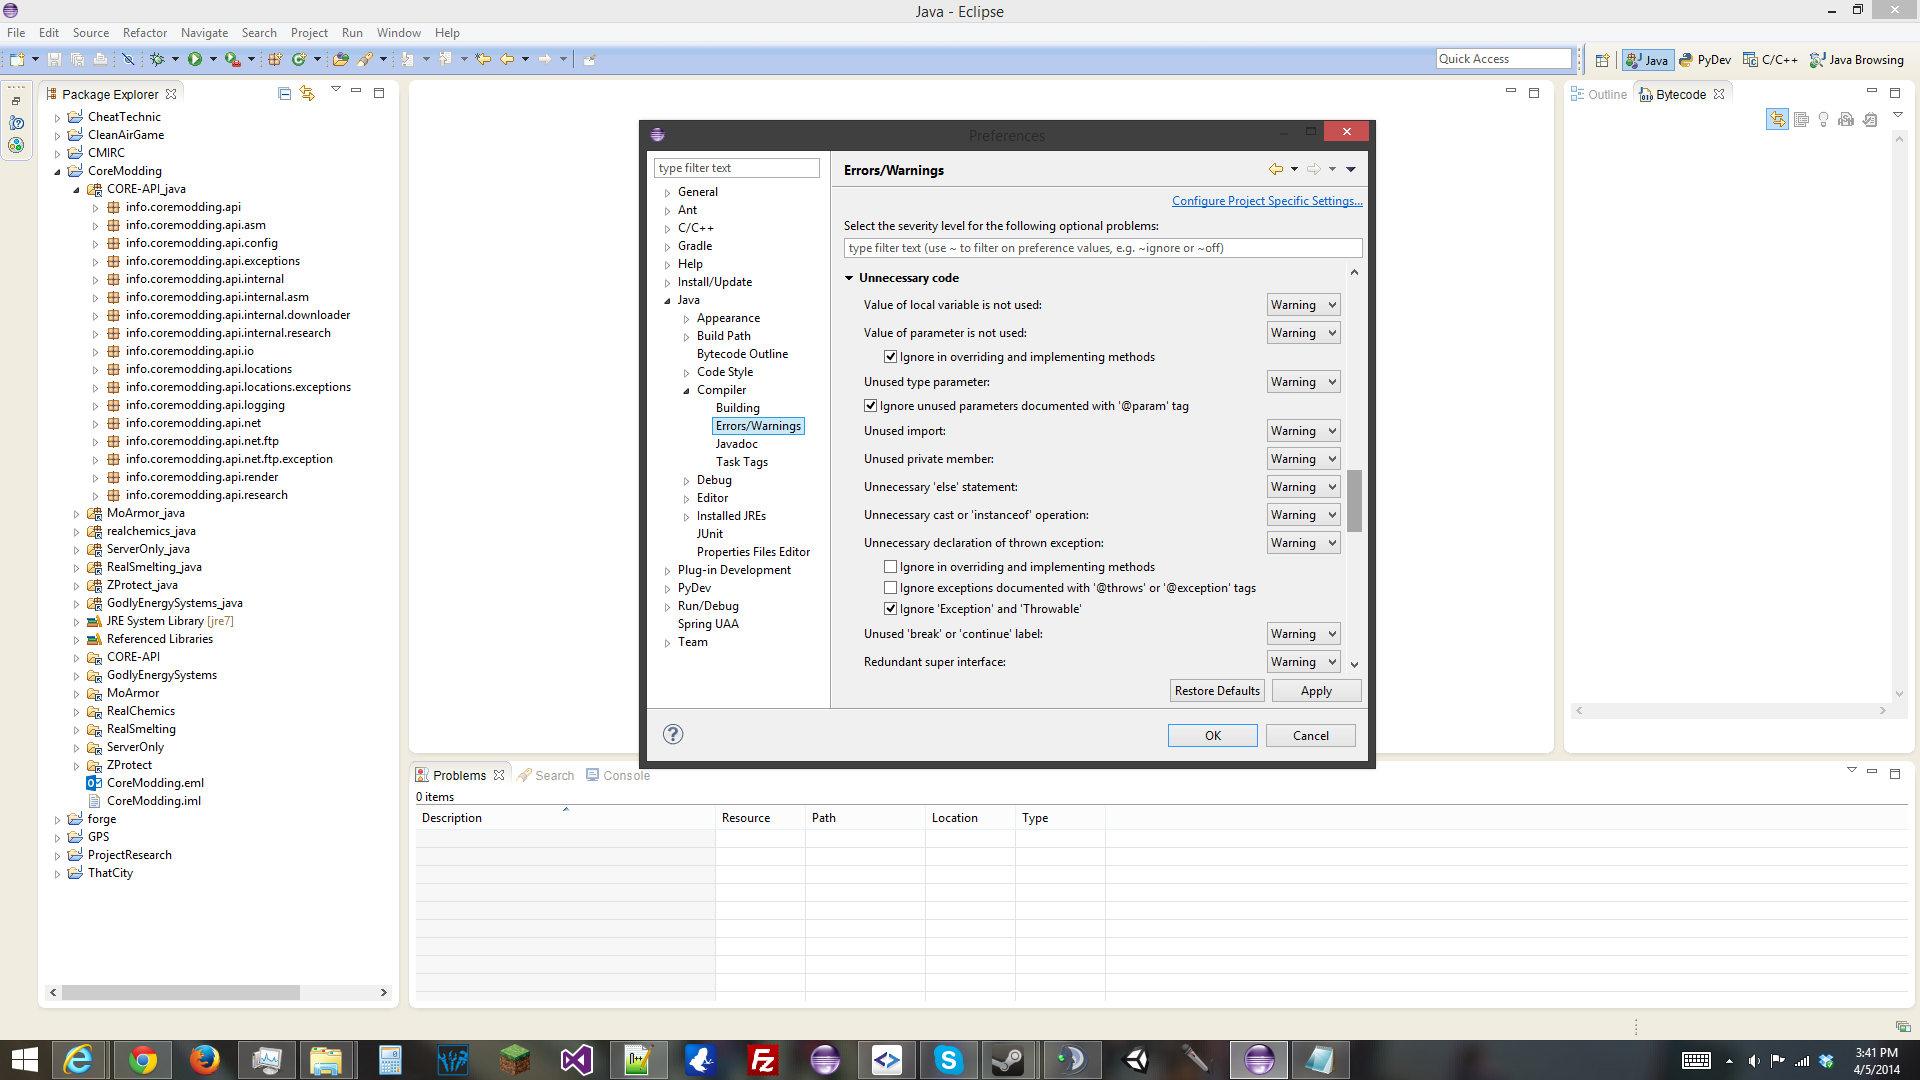 Java - Eclipse
File Edit Source Refactor Navigate Search Project Run Window Help
Quick Access
Java
PyDev
C/C++
Java Browsing
Package Explorer
CheatTechnic
CleanAirGame
CMIRC
CoreModding
CORE-API_java
info.coremodding.api
info.coremodding.api.asm
info.coremodding.api.config
info.coremodding.api.exceptions
info.coremodding.api.internal
info.coremodding.api.internal.asm
info.coremodding.api.internal.downloader
info.coremodding.api.internal.research
info.coremodding.api.io
info.coremodding.api.locations
info.coremodding.api.locations.exceptions
info.coremodding.api.logging
info.coremodding.api.net
info.coremodding.api.net.ftp
info.coremodding.api.net.ftp.exception
info.coremodding.api.render
info.coremodding.api.research
MoArmor_java
realchemics_java
ServerOnly_java
RealSmelting_java
ZProtect_java
GodlyEnergySystems_java
JRE System Library [jre7]
Referenced Libraries
CORE-API
GodlyEnergySystems
MoArmor
RealChemics
RealSmelting
ServerOnly
ZProtect
CoreModding.eml
CoreModding.iml
forge
GPS
ProjectResearch
ThatCity
Preferences
type filter text
General
Ant
C/C++
Gradle
Help
Install/Update
Java
Appearance
Build Path
Bytecode Outline
Code Style
Compiler
Building
Errors/Warnings
Javadoc
Task Tags
Debug
Editor
Installed JREs
JUnit
Properties Files Editor
Plug-in Development
PyDev
Run/Debug
Spring UAA
Team
Errors/Warnings
Configure Project Specific Settings...
Select the severity level for the following optional problems:
type filter text (use ~ to filter on preference values, e.g. ~ignore or ~off)
Unnecessary code
Value of local variable is not used: Warning
Value of parameter is not used: Warning
Ignore in overriding and implementing methods
Unused type parameter: Warning
Ignore unused parameters documented with '@param' tag
Unused import: Warning
Unused private member: Warning
Unnecessary 'else' statement: Warning
Unnecessary cast or 'instanceof' operation: Warning
Unnecessary declaration of thrown exception: Warning
Ignore in overriding and implementing methods
Ignore exceptions documented with '@throws' or '@exception' tags
Ignore 'Exception' and 'Throwable'
Unused 'break' or 'continue' label: Warning
Redundant super interface: Warning
Restore Defaults Apply
OK Cancel
Outline Bytecode
Problems Search Console
0 items
Description Resource Path Location Type
3:41 PM
4/5/2014